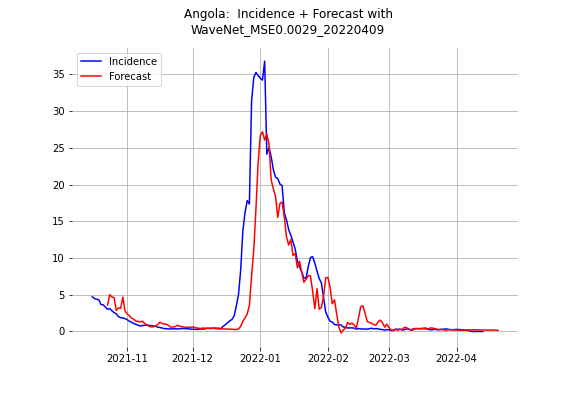 Angola:  Incidence + Forecast with
WaveNet_MSE0.0029_20220409
Incidence
Forecast
35
30
25
20
15
10
5
0
2021-11 2021-12 2022-01 2022-02 2022-03 2022-04